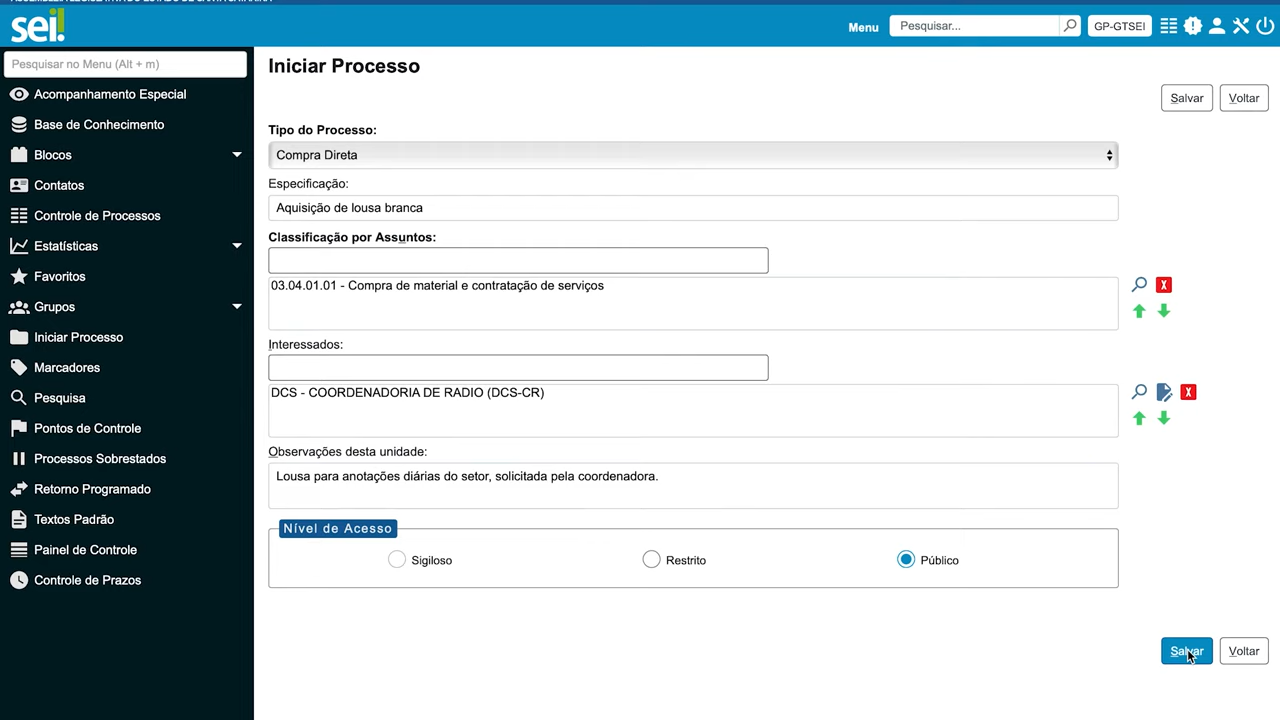 sei!
Menu
Pesquisar...
GP-GTSEI
Pesquisar no Menu (Alt + m)
Acompanhamento Especial
Base de Conhecimento
Blocos
Contatos
Controle de Processos
Estatísticas
Favoritos
Grupos
Iniciar Processo
Marcadores
Pesquisa
Pontos de Controle
Processos Sobrestados
Retorno Programado
Textos Padrão
Painel de Controle
Controle de Prazos
Iniciar Processo
Salvar Voltar
Tipo do Processo:
Compra Direta
Especificação:
Aquisição de lousa branca
Classificação por Assuntos:
03.04.01.01 - Compra de material e contratação de serviços
Interessados:
DCS - COORDENADORIA DE RADIO (DCS-CR)
Observações desta unidade:
Lousa para anotações diárias do setor, solicitada pela coordenadora.
Nível de Acesso
Sigiloso Restrito Público
Salvar Voltar